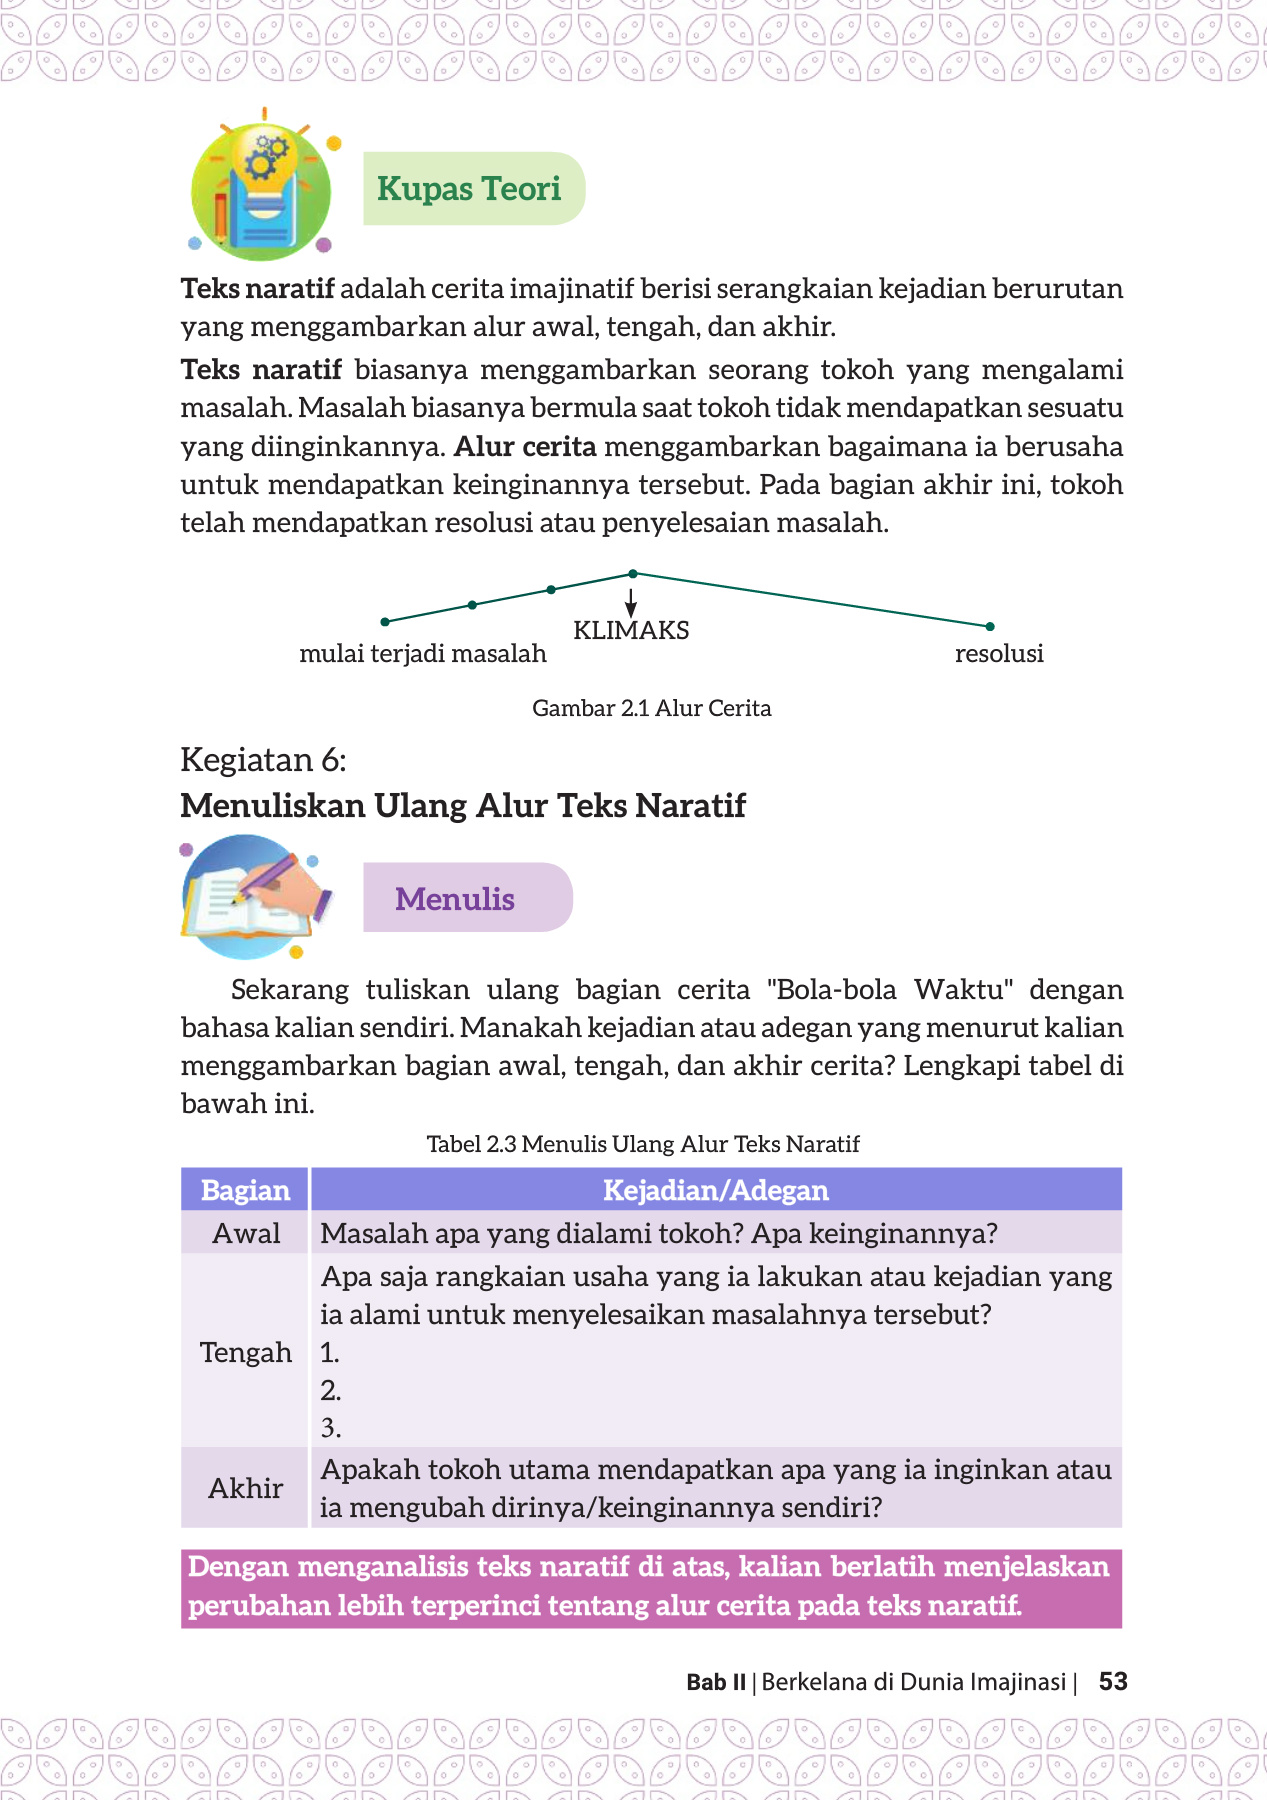 Kupas Teori
Teks naratif adalah cerita imajinatif berisi serangkaian kejadian berurutan
yang menggambarkan alur awal, tengah, dan akhir.
Teks naratif biasanya menggambarkan seorang tokoh yang mengalami
masalah. Masalah biasanya bermula saat tokoh tidak mendapatkan sesuatu
yang diinginkannya. Alur cerita menggambarkan bagaimana ia berusaha
untuk mendapatkan keinginannya tersebut. Pada bagian akhir ini, tokoh
telah mendapatkan resolusi atau penyelesaian masalah.
KLIMAKS
mulai terjadi masalah
resolusi
Gambar 2.1 Alur Cerita
Kegiatan 6:
Menuliskan Ulang Alur Teks Naratif
Menulis
Sekarang tuliskan ulang bagian cerita "Bola-bola Waktu" dengan
bahasa kalian sendiri. Manakah kejadian atau adegan yang menurut kalian
menggambarkan bagian awal, tengah, dan akhir cerita? Lengkapi tabel di
bawah ini.
Tabel 2.3 Menulis Ulang Alur Teks Naratif
Bagian Kejadian/Adegan
Awal Masalah apa yang dialami tokoh? Apa keinginannya?
Apa saja rangkaian usaha yang ia lakukan atau kejadian yang
ia alami untuk menyelesaikan masalahnya tersebut?
Tengah 1.
2.
3.
Apakah tokoh utama mendapatkan apa yang ia inginkan atau
Akhir
ia mengubah dirinya/keinginannya sendiri?
Dengan menganalisis teks naratif di atas, kalian berlatih menjelaskan
perubahan lebih terperinci tentang alur cerita pada teks naratif.
Bab II | Berkelana di Dunia Imajinasi | 53